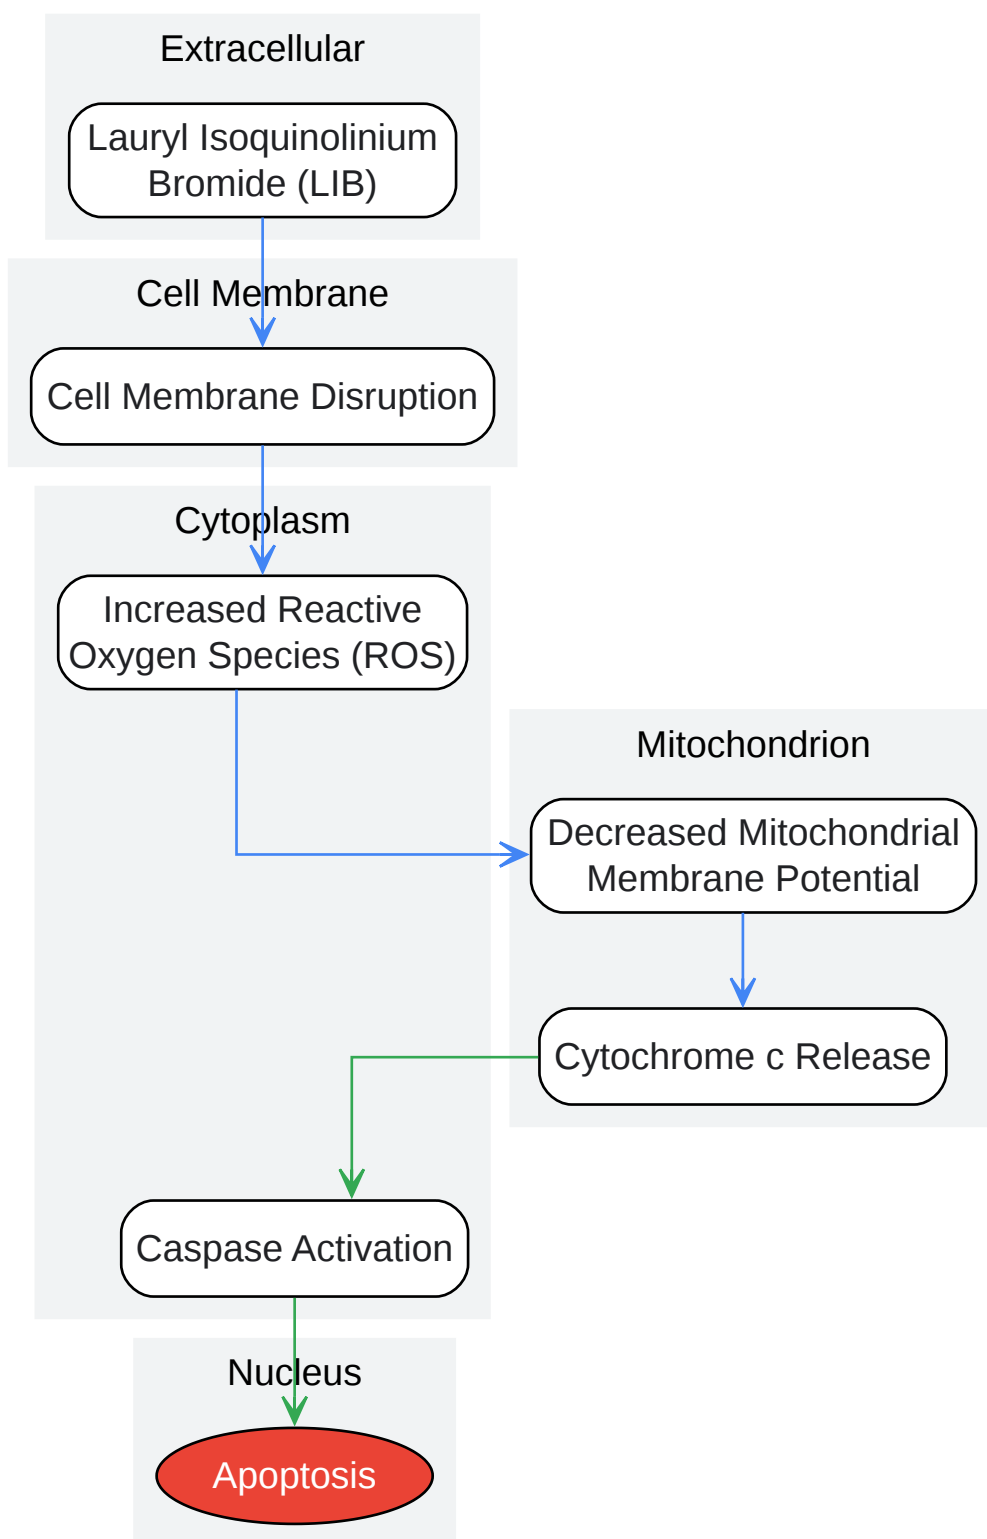 Extracellular
Lauryl Isoquinolinium
Bromide (LIB)
Cell Membrane
Cell Membrane Disruption
Cytoplasm
Increased Reactive
Oxygen Species (ROS)
Mitochondrion
Decreased Mitochondrial
Membrane Potential
Cytochrome c Release
Caspase Activation
Nucleus
Apoptosis